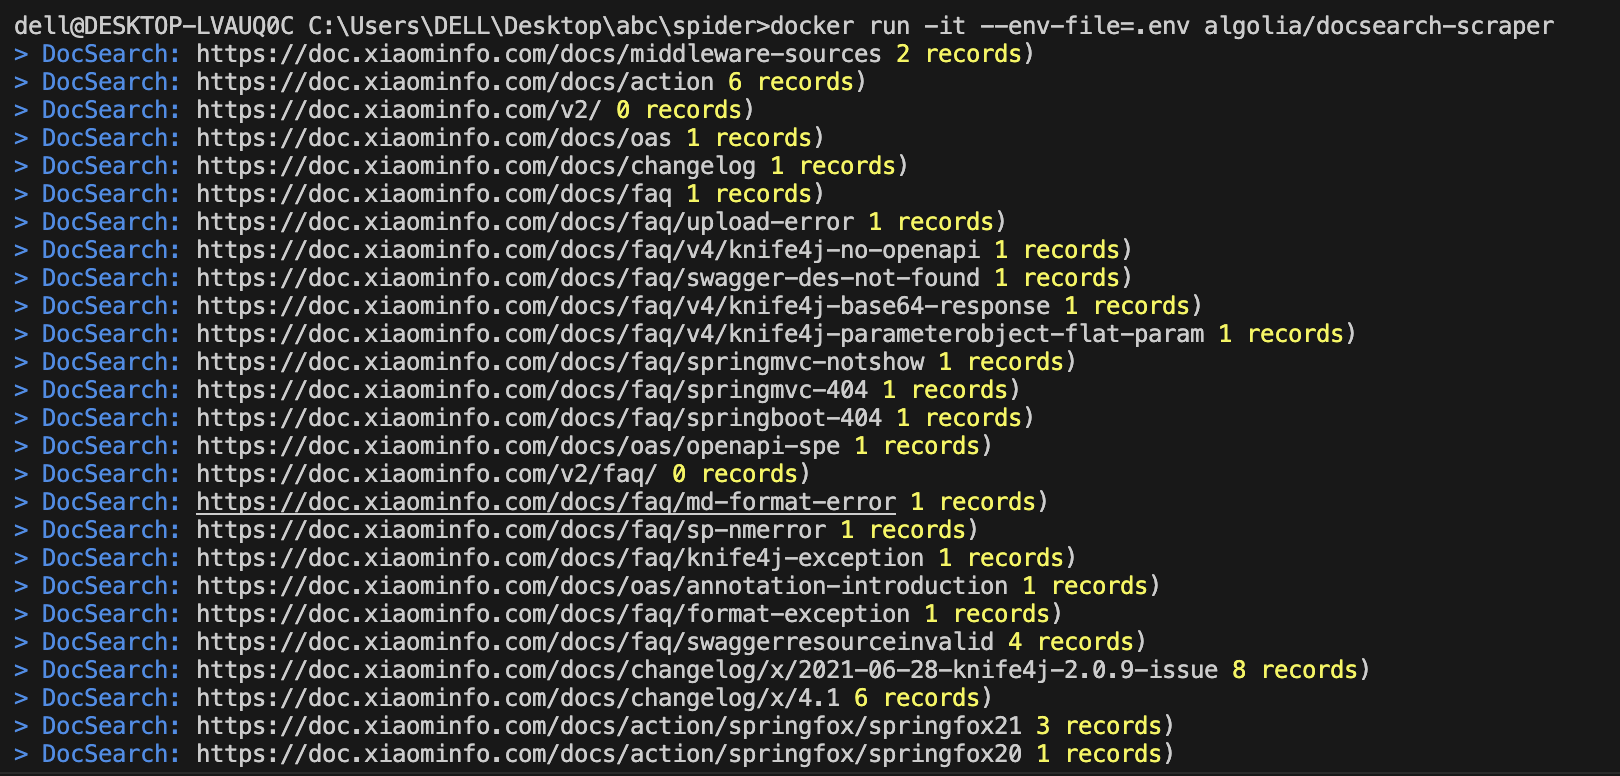 dell@DESKTOP-LVAUQ0C C:\Users\DELL\Desktop\abc\spider>docker run -it --env-file=.env algolia/docsearch-scraper
> DocSearch: https://doc.xiaominfo.com/docs/middleware-sources 2 records)
> DocSearch: https://doc.xiaominfo.com/docs/action 6 records)
> DocSearch: https://doc.xiaominfo.com/v2/ 0 records)
> DocSearch: https://doc.xiaominfo.com/docs/oas 1 records)
> DocSearch: https://doc.xiaominfo.com/docs/changelog 1 records)
> DocSearch: https://doc.xiaominfo.com/docs/faq 1 records)
> DocSearch: https://doc.xiaominfo.com/docs/faq/upload-error 1 records)
> DocSearch: https://doc.xiaominfo.com/docs/faq/v4/knife4j-no-openapi 1 records)
> DocSearch: https://doc.xiaominfo.com/docs/faq/swagger-des-not-found 1 records)
> DocSearch: https://doc.xiaominfo.com/docs/faq/v4/knife4j-base64-response 1 records)
> DocSearch: https://doc.xiaominfo.com/docs/faq/v4/knife4j-parameterobject-flat-param 1 records)
> DocSearch: https://doc.xiaominfo.com/docs/faq/springmvc-notshow 1 records)
> DocSearch: https://doc.xiaominfo.com/docs/faq/springmvc-404 1 records)
> DocSearch: https://doc.xiaominfo.com/docs/faq/springboot-404 1 records)
> DocSearch: https://doc.xiaominfo.com/docs/oas/openapi-spe 1 records)
> DocSearch: https://doc.xiaominfo.com/v2/faq/ 0 records)
> DocSearch: https://doc.xiaominfo.com/docs/faq/md-format-error 1 records)
> DocSearch: https://doc.xiaominfo.com/docs/faq/sp-nmerror 1 records)
> DocSearch: https://doc.xiaominfo.com/docs/faq/knife4j-exception 1 records)
> DocSearch: https://doc.xiaominfo.com/docs/oas/annotation-introduction 1 records)
> DocSearch: https://doc.xiaominfo.com/docs/faq/format-exception 1 records)
> DocSearch: https://doc.xiaominfo.com/docs/faq/swaggerresourceinvalid 4 records)
> DocSearch: https://doc.xiaominfo.com/docs/changelog/x/2021-06-28-knife4j-2.0.9-issue 8 records)
> DocSearch: https://doc.xiaominfo.com/docs/changelog/x/4.1 6 records)
> DocSearch: https://doc.xiaominfo.com/docs/action/springfox/springfox21 3 records)
> DocSearch: https://doc.xiaominfo.com/docs/action/springfox/springfox20 1 records)